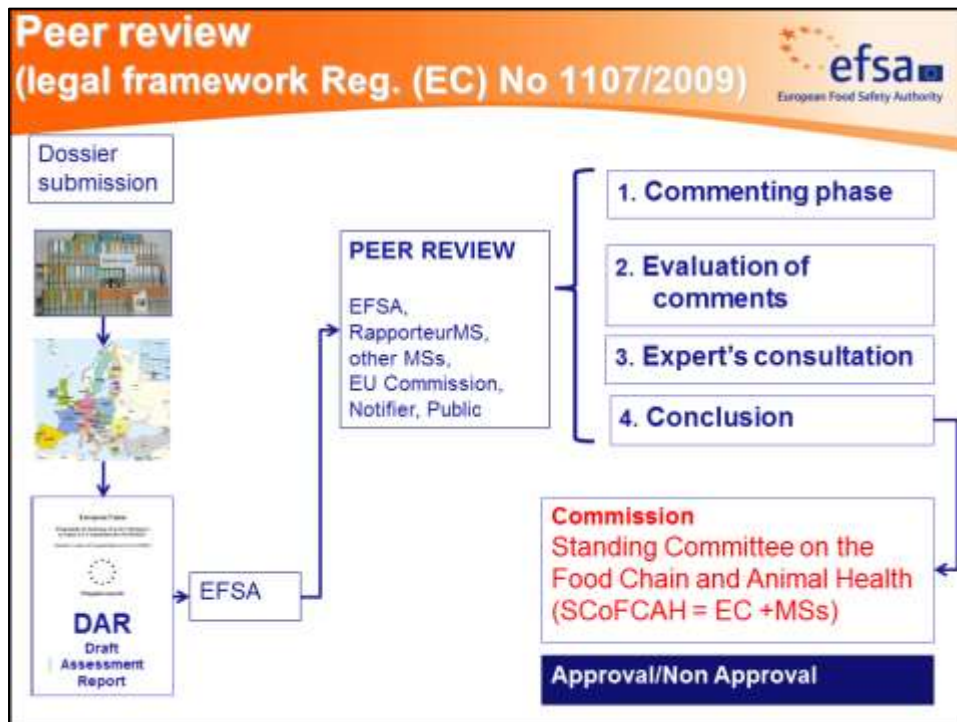 Peer review
(legal framework Reg. (EC) No 1107/2009)
efsa
European Food Safety Authority
Dossier
submission
DAR
Draft
Assessment
Report
EFSA
PEER REVIEW
EFSA,
RapporteurMS,
other MSs,
EU Commission,
Notifier, Public
1. Commenting phase
2. Evaluation of
comments
3. Expert's consultation
4. Conclusion
Commission
Standing Committee on the
Food Chain and Animal Health
(SCoFCAH = EC +MSs)
Approval/Non Approval